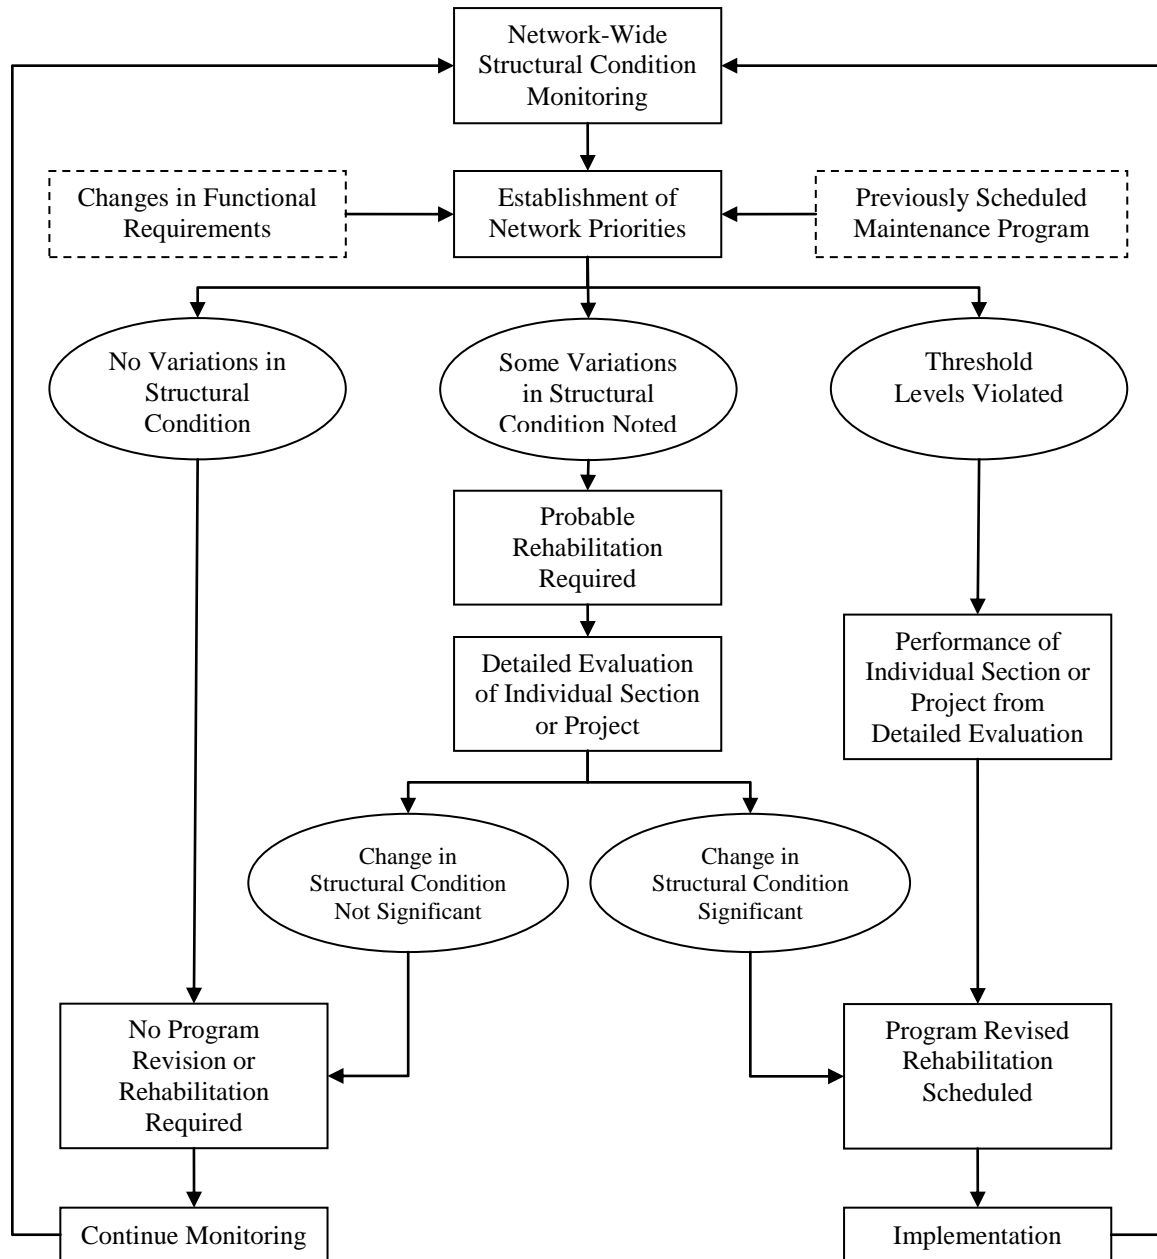 Network-Wide
Structural Condition
Monitoring
Changes in Functional
Requirements
Establishment of
Network Priorities
Previously Scheduled
Maintenance Program
No Variations in
Structural
Condition
Some Variations
in Structural
Condition Noted
Threshold
Levels Violated
Probable
Rehabilitation
Required
Detailed Evaluation
of Individual Section
or Project
Performance of
Individual Section or
Project from
Detailed Evaluation
Change in
Structural Condition
Not Significant
Change in
Structural Condition
Significant
No Program
Revision or
Rehabilitation
Required
Program Revised
Rehabilitation
Scheduled
Continue Monitoring
Implementation